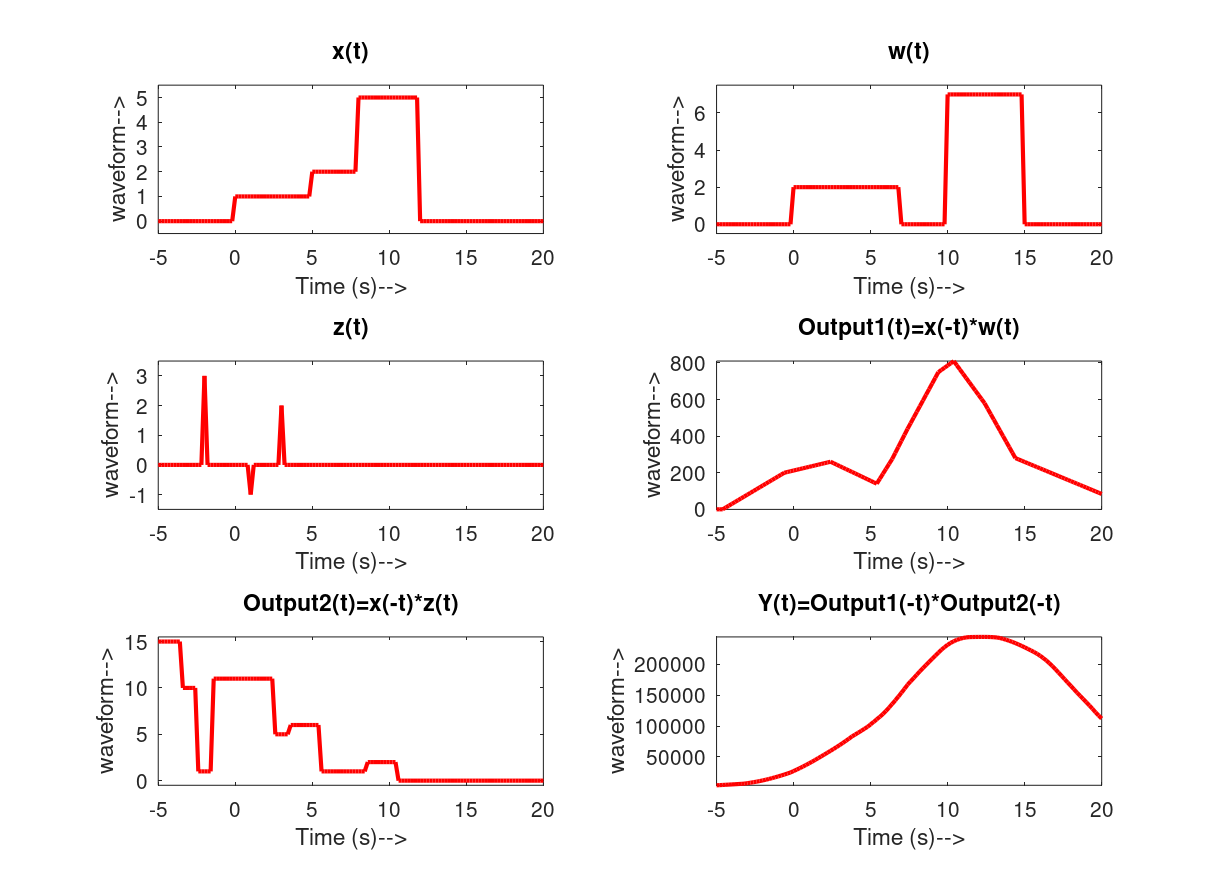 x(t)
waveform-->
5
4
3
2
1
0
-5 0 5 10 15 20
Time (s)-->
w(t)
waveform-->
6
4
2
0
-5 0 5 10 15 20
Time (s)-->
z(t)
waveform-->
3
2
1
0
-1
-5 0 5 10 15 20
Time (s)-->
Output1(t)=x(-t)*w(t)
waveform-->
800
600
400
200
0
-5 0 5 10 15 20
Time (s)-->
Output2(t)=x(-t)*z(t)
waveform-->
15
10
5
0
-5 0 5 10 15 20
Time (s)-->
Y(t)=Output1(-t)*Output2(-t)
waveform-->
200000
150000
100000
50000
-5 0 5 10 15 20
Time (s)-->